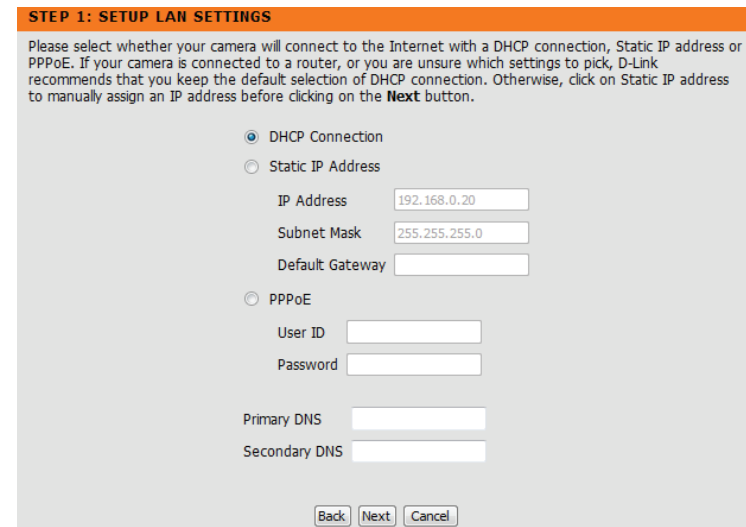 STEP 1: SETUP LAN SETTINGS
Please select whether your camera will connect to the Internet with a DHCP connection, Static IP address or
PPPoE. If your camera is connected to a router, or you are unsure which settings to pick, D-Link
recommends that you keep the default selection of DHCP connection. Otherwise, click on Static IP address
to manually assign an IP address before clicking on the Next button.
DHCP Connection
Static IP Address
IP Address 192.168.0.20
Subnet Mask 255.255.255.0
Default Gateway
PPPoE
User ID
Password
Primary DNS
Secondary DNS
Back Next Cancel